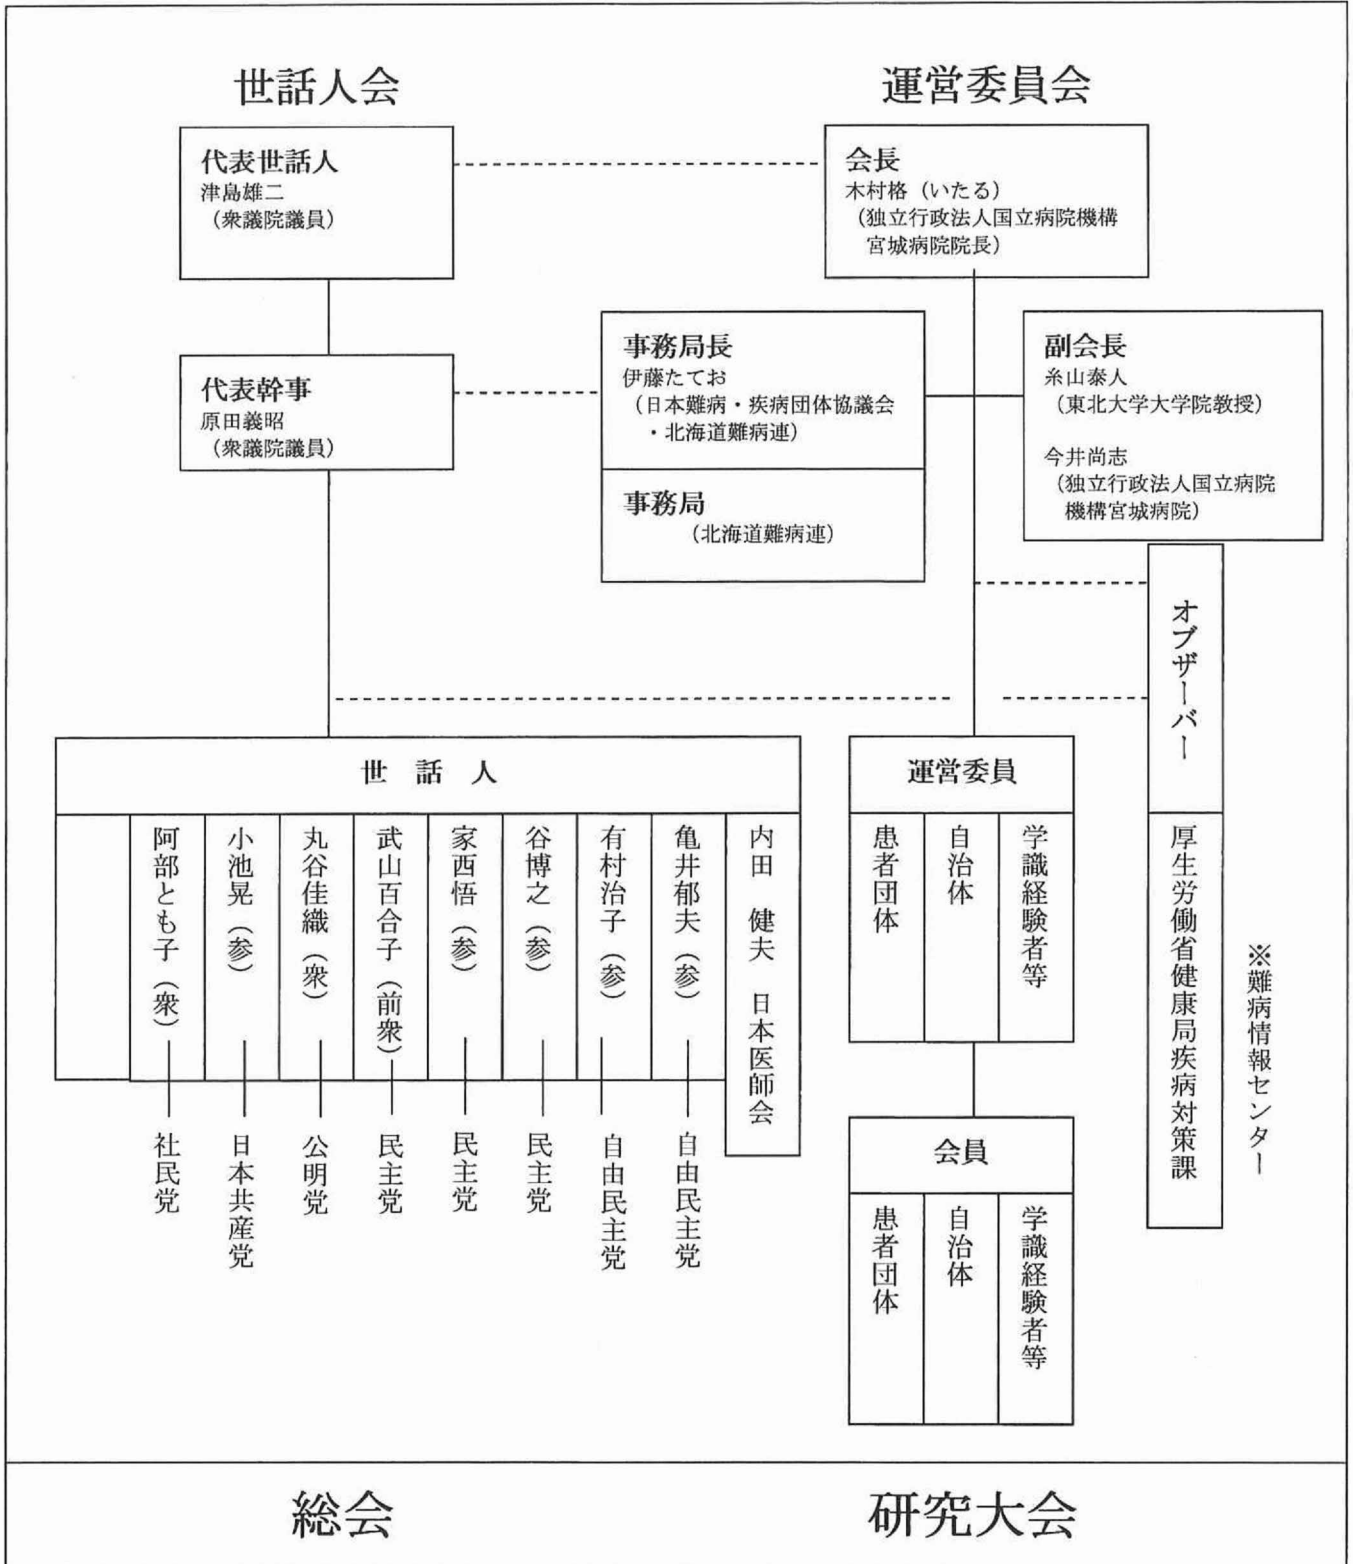 世話人会
代表世話人
津島雄二
（衆議院議員）
代表幹事
原田義昭
（衆議院議員）
運営委員会
会長
木村格（いたる）
（独立行政法人国立病院機構
宮城病院院長）
事務局長
伊藤たてお
（日本難病・疾病団体協議会
・北海道難病連）
事務局
（北海道難病連）
副会長
糸山泰人
（東北大学大学院教授）
今井尚志
（独立行政法人国立病院
機構宮城病院）
オブザーバー
厚生労働省健康局疾病対策課
※難病情報センター
世話人
内田　健夫　日本医師会
亀井郁夫（参）
自由民主党
有村治子（参）
自由民主党
谷博之（参）
民主党
家西悟（参）
民主党
武山百合子（前衆）
民主党
丸谷佳織（衆）
公明党
小池晃（参）
日本共産党
阿部とも子（衆）
社民党
運営委員
学識経験者等
自治体
患者団体
会員
学識経験者等
自治体
患者団体
総会
研究大会